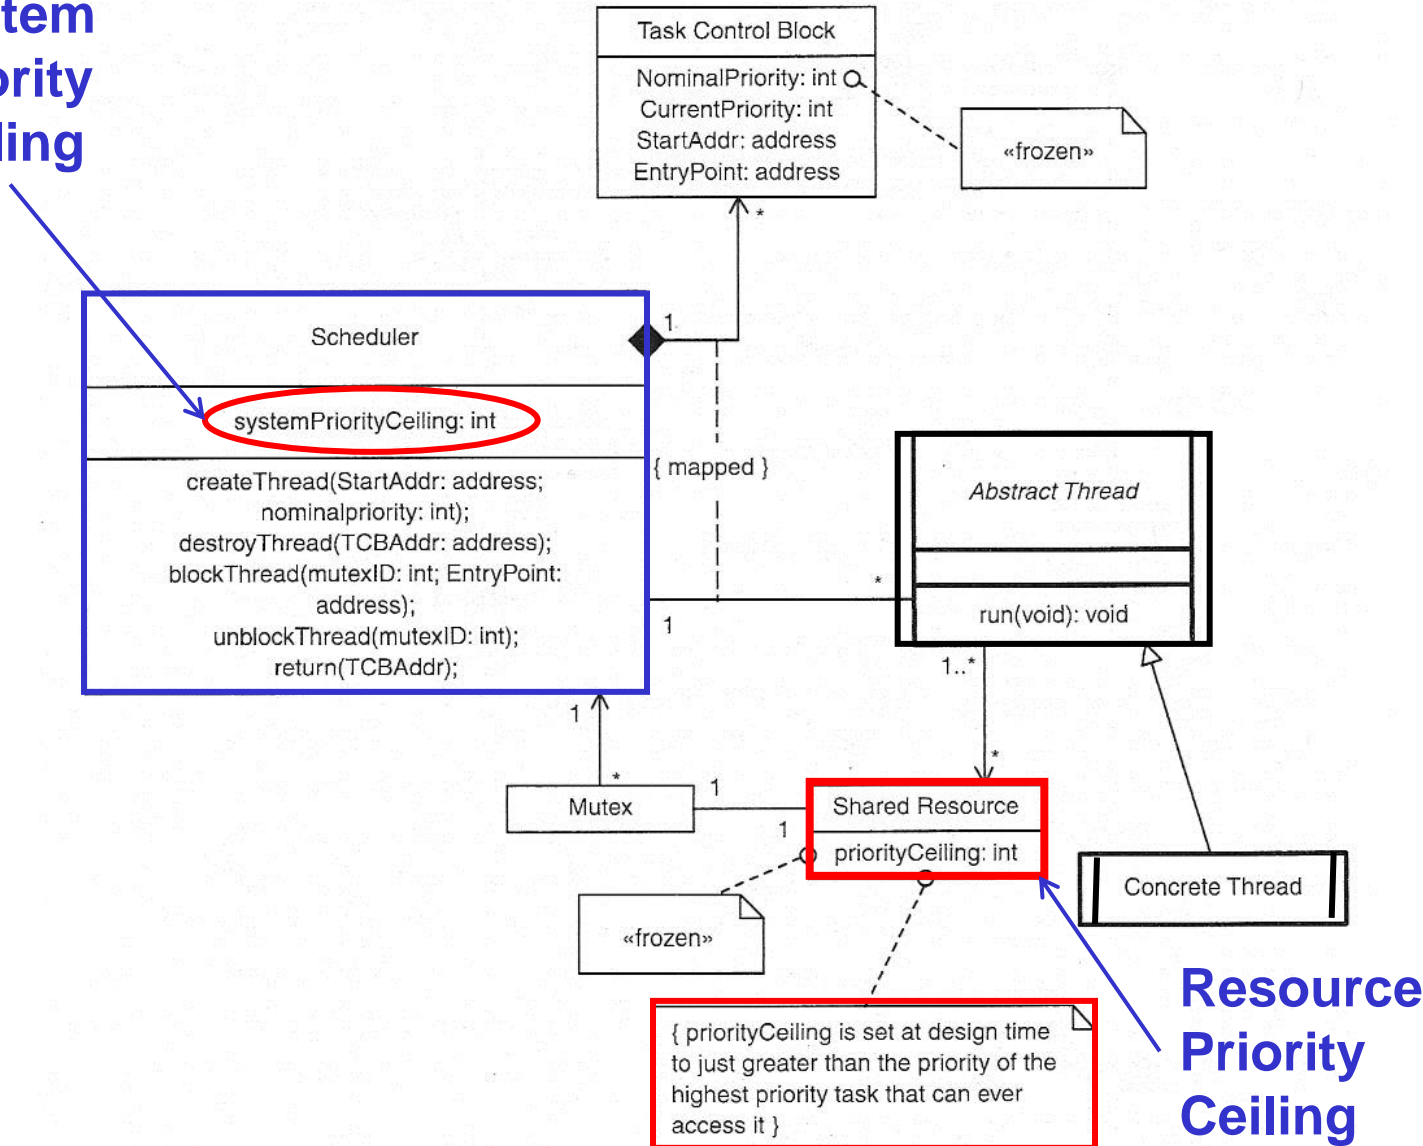 tem
ority
ling
Task Control Block
NominalPriority: int
CurrentPriority: int
StartAddr: address
EntryPoint: address
«frozen»
*
1
Scheduler
systemPriorityCeiling: int
createThread(StartAddr: address;
nominalpriority: int);
destroyThread(TCBAddr: address);
blockThread(mutexID: int; EntryPoint:
address);
unblockThread(mutexID: int);
return(TCBAddr);
{ mapped }
Abstract Thread
run(void): void
*
1
1..*
*
1
*
Mutex
1
1
Shared Resource
priorityCeiling: int
Concrete Thread
«frozen»
{ priorityCeiling is set at design time
to just greater than the priority of the
highest priority task that can ever
access it }
Resource
Priority
Ceiling